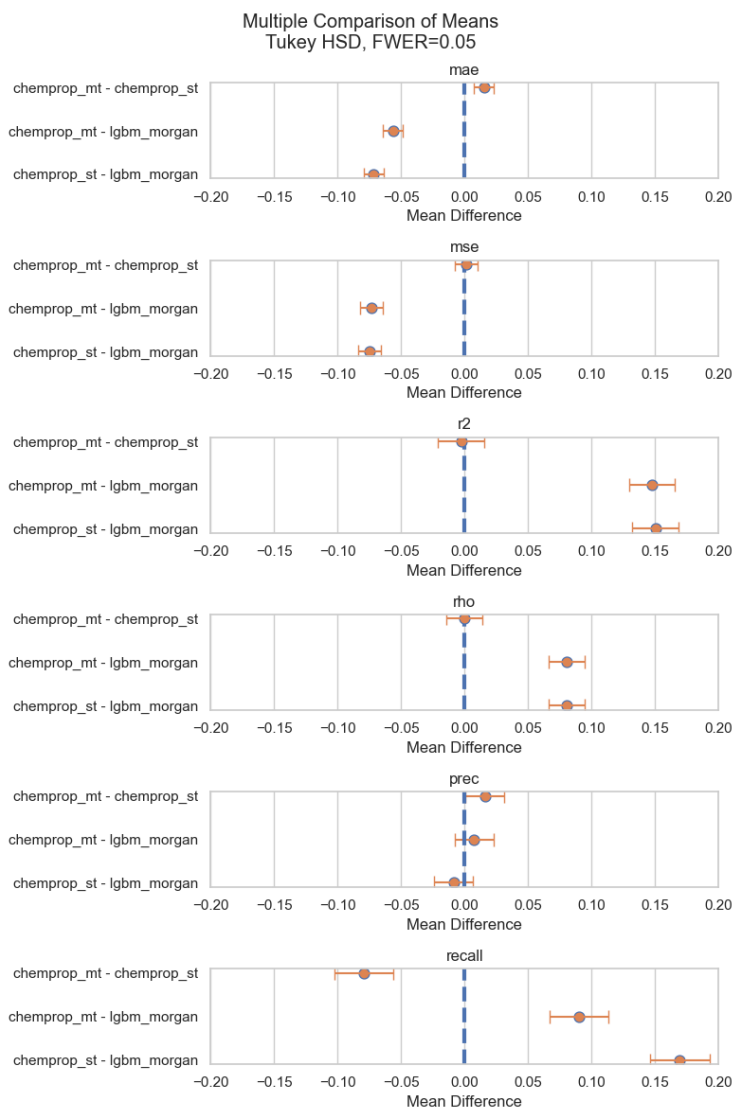 Multiple Comparison of Means
Tukey HSD, FWER=0.05
mae
chemprop_mt - chemprop_st
chemprop_mt - lgbm_morgan
chemprop_st - lgbm_morgan
−0.20 −0.15 −0.10 −0.05 0.00 0.05 0.10 0.15 0.20
Mean Difference
mse
chemprop_mt - chemprop_st
chemprop_mt - lgbm_morgan
chemprop_st - lgbm_morgan
−0.20 −0.15 −0.10 −0.05 0.00 0.05 0.10 0.15 0.20
Mean Difference
r2
chemprop_mt - chemprop_st
chemprop_mt - lgbm_morgan
chemprop_st - lgbm_morgan
−0.20 −0.15 −0.10 −0.05 0.00 0.05 0.10 0.15 0.20
Mean Difference
rho
chemprop_mt - chemprop_st
chemprop_mt - lgbm_morgan
chemprop_st - lgbm_morgan
−0.20 −0.15 −0.10 −0.05 0.00 0.05 0.10 0.15 0.20
Mean Difference
prec
chemprop_mt - chemprop_st
chemprop_mt - lgbm_morgan
chemprop_st - lgbm_morgan
−0.20 −0.15 −0.10 −0.05 0.00 0.05 0.10 0.15 0.20
Mean Difference
recall
chemprop_mt - chemprop_st
chemprop_mt - lgbm_morgan
chemprop_st - lgbm_morgan
−0.20 −0.15 −0.10 −0.05 0.00 0.05 0.10 0.15 0.20
Mean Difference